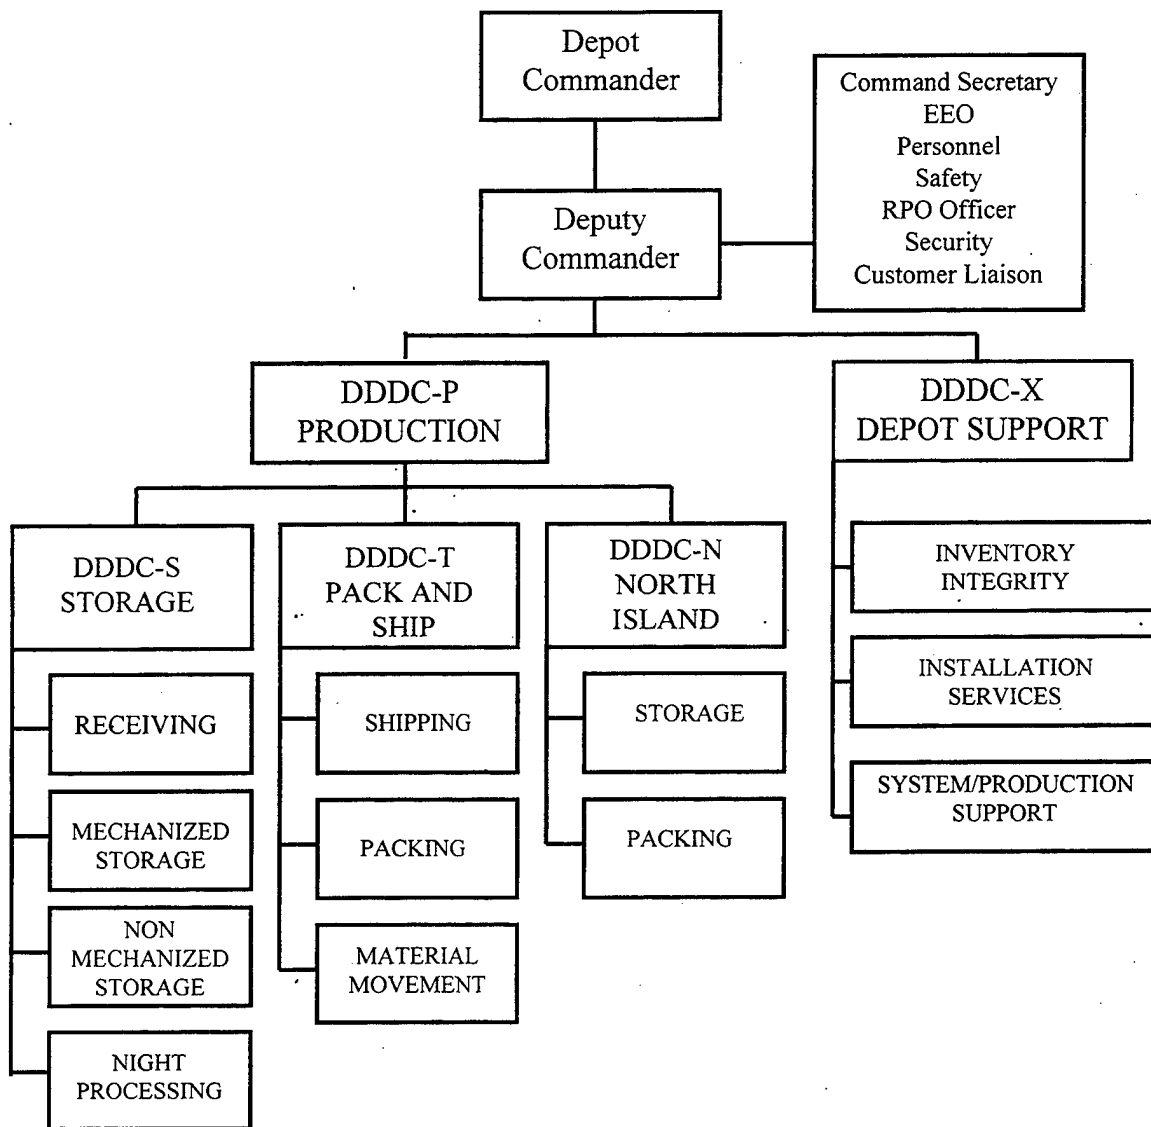 Depot
Commander
Command Secretary
EEO
Personnel
Safety
RPO Officer
Security
Customer Liaison
Deputy
Commander
DDDC-P
PRODUCTION
DDDC-X
DEPOT SUPPORT
DDDC-S
STORAGE
DDDC-T
PACK AND
SHIP
DDDC-N
NORTH
ISLAND
INVENTORY
INTEGRITY
RECEIVING
SHIPPING
STORAGE
INSTALLATION
SERVICES
MECHANIZED
STORAGE
PACKING
PACKING
SYSTEM/PRODUCTION
SUPPORT
NON
MECHANIZED
STORAGE
MATERIAL
MOVEMENT
NIGHT
PROCESSING